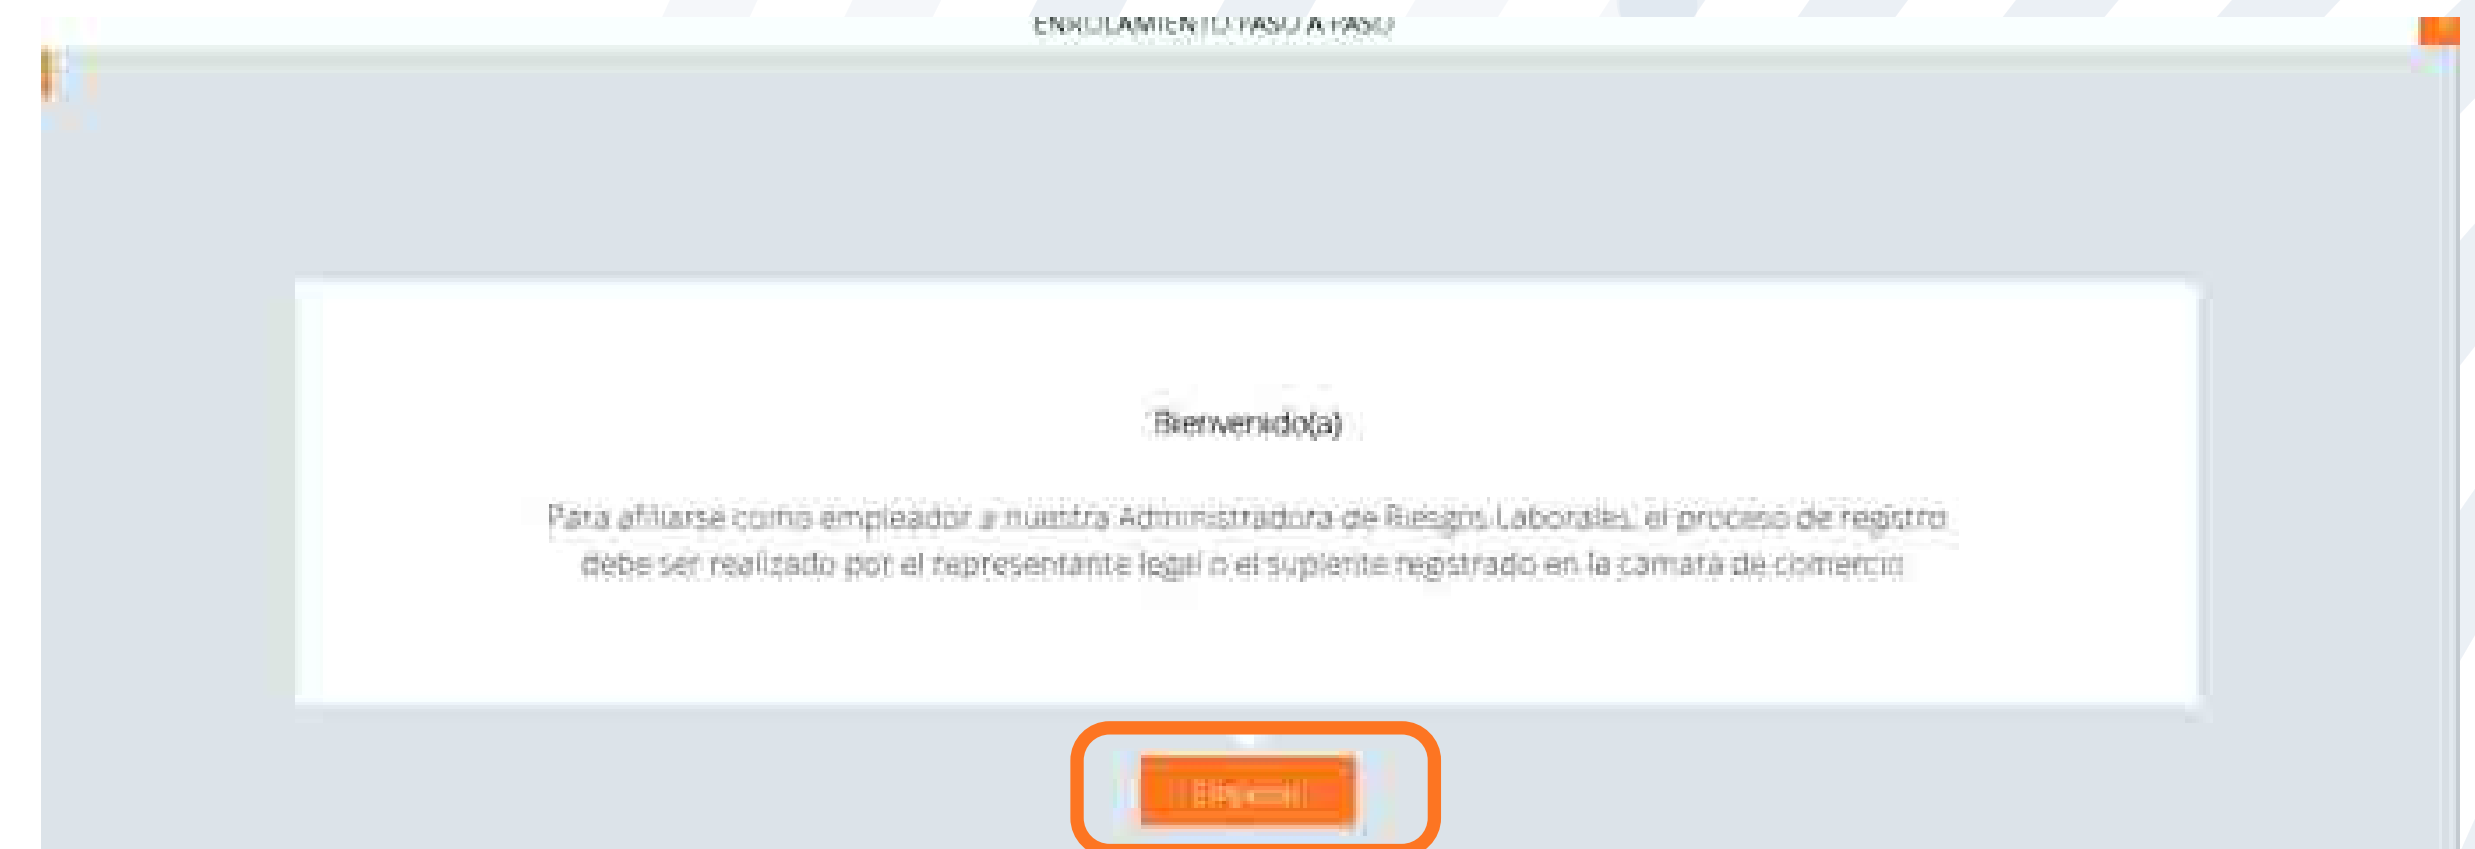 ENROLAMIENTO PASO A PASO
Bienvenido(a)
Para afiliarse como empleador a nuestra Administradora de Riesgos Laborales, el proceso de registro
debe ser realizado por el representante legal o el suplente registrado en la cámara de comercio